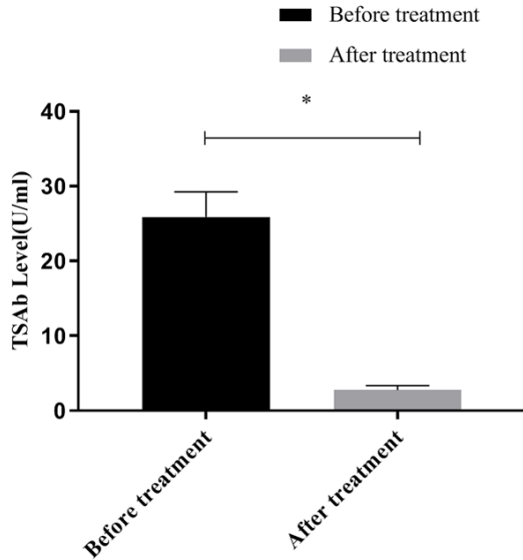 Before treatment
After treatment
*
40
30
20
10
0
TSAb Level(U/ml)
Before treatment
After treatment